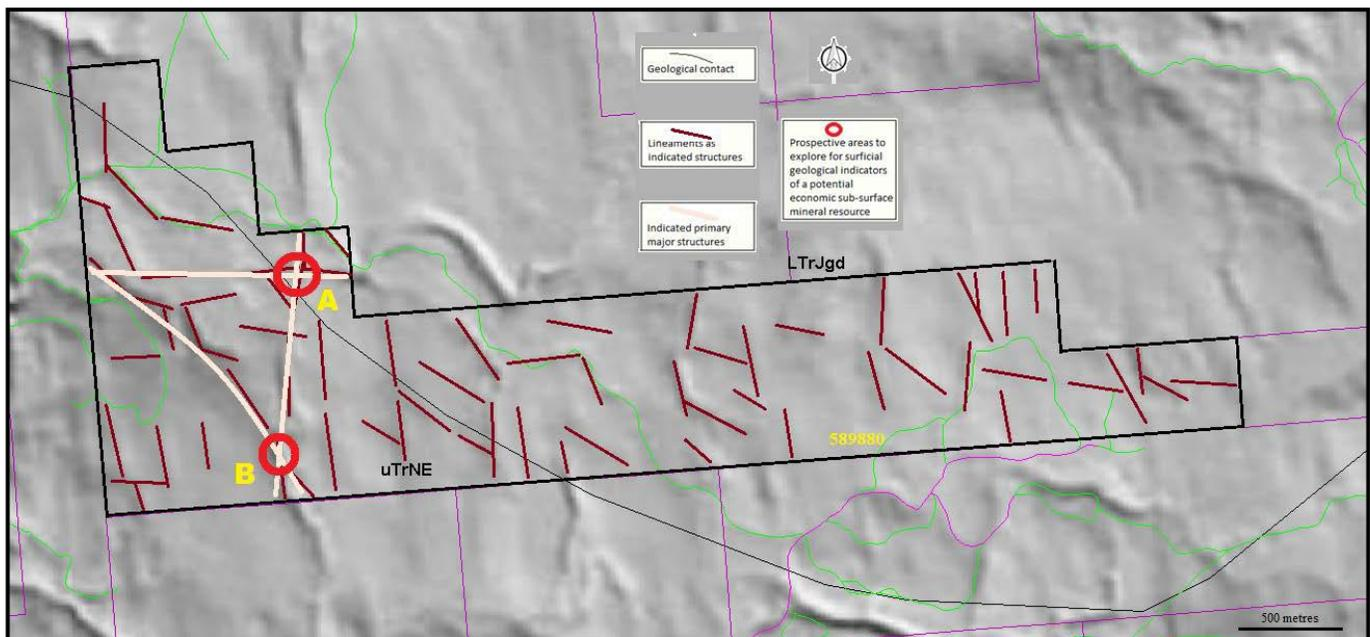 Geological contact
Lineaments as
indicated structures
Indicated primary
major structures
Prospective areas to
explore for surficial
geological indicators
of a potential
economic sub-surface
mineral resource
LTrJgd
A
B
uTrNE
589880
500 metres